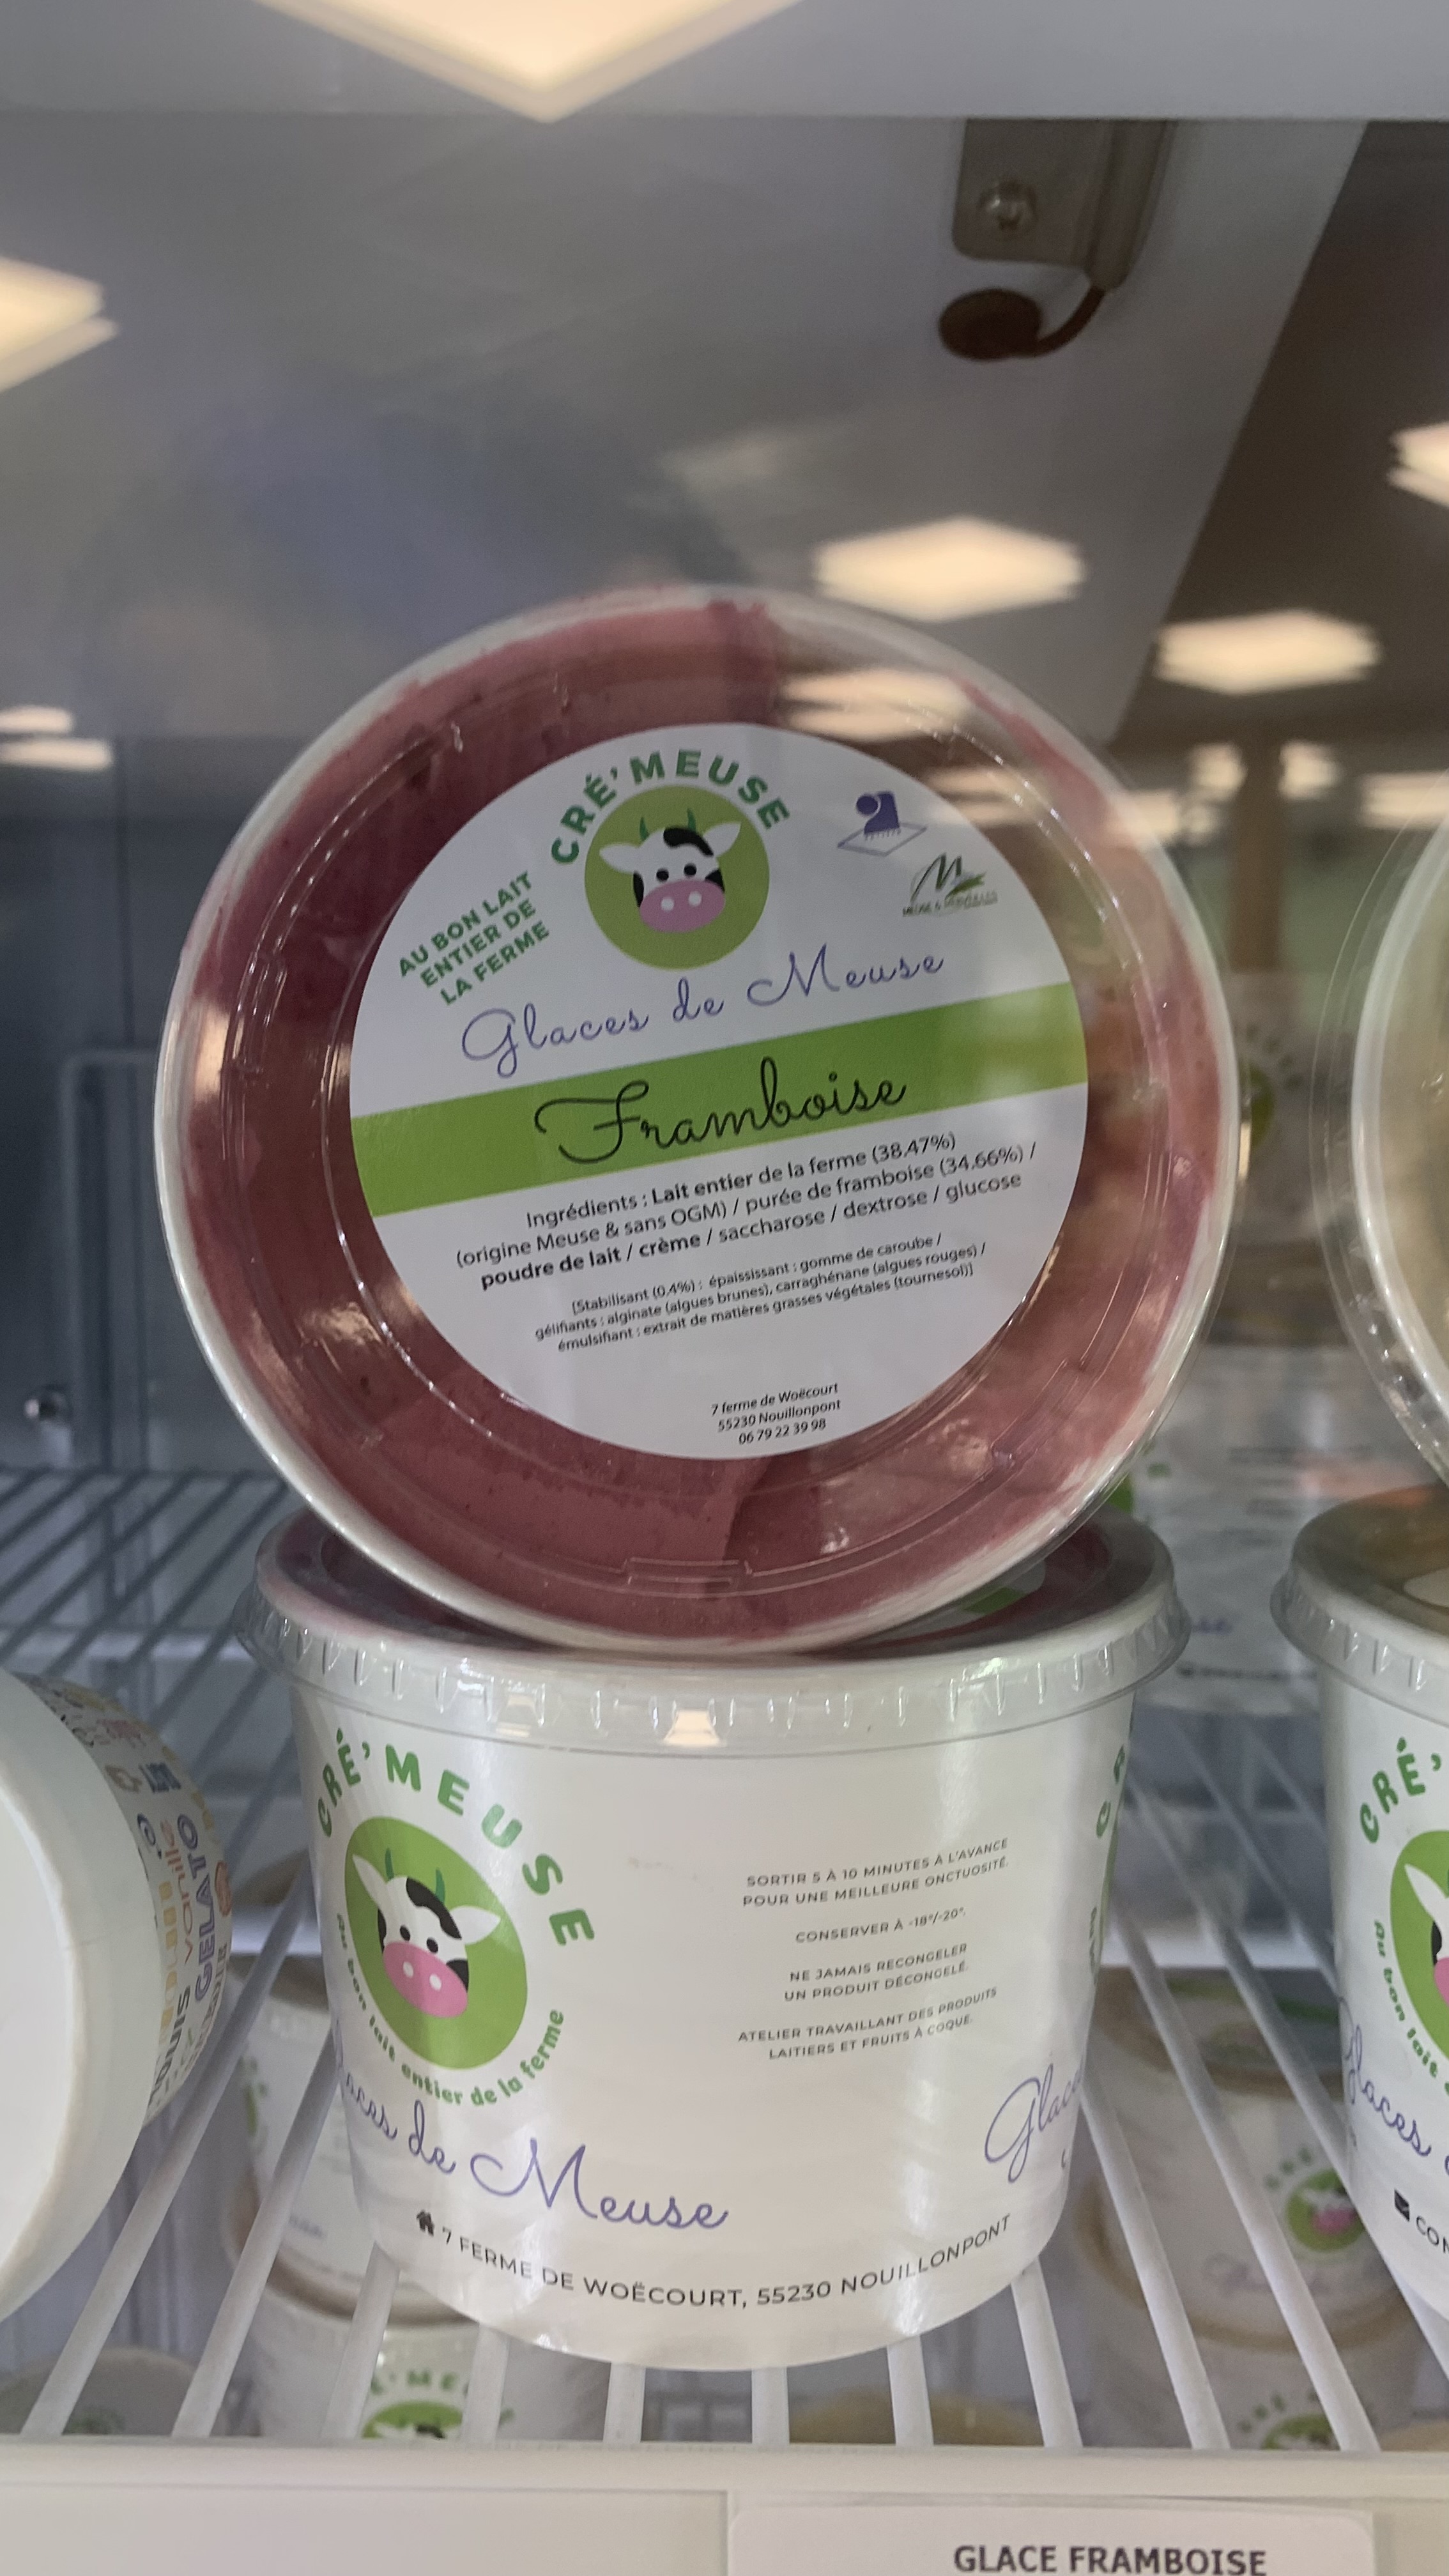 CRÉ'MEUSE
AU BON LAIT
ENTIER DE
LA FERME
Glaces de Meuse
Framboise
Ingrédients : Lait entier de la ferme (38.47%)
(origine Meuse & sans OGM) / purée de framboise (34.66%) /
poudre de lait / crème / saccharose / dextrose / glucose
[Stabilisant (0.4%) : épaississant : gomme de caroube /
gélifiants : alginate (algues brunes), carraghénane (algues rouges) /
émulsifiant : extrait de matières grasses végétales (tournesol)]
7 ferme de Woëcourt
55230 Nouillonpont
06 79 22 39 98
CRÉ'MEUSE
Au bon lait entier de la ferme
Glaces de Meuse
SORTIR 5 À 10 MINUTES À L'AVANCE
POUR UNE MEILLEURE ONCTUOSITÉ.
CONSERVER À -18°/-20°.
NE JAMAIS RECONGELER
UN PRODUIT DÉCONGELÉ.
ATELIER TRAVAILLANT DES PRODUITS
LAITIERS ET FRUITS À COQUE.
7 FERME DE WOËCOURT, 55230 NOUILLONPONT
GELATO
CRÉ'
Au bon lait
Glaces
GLACE FRAMBOISE